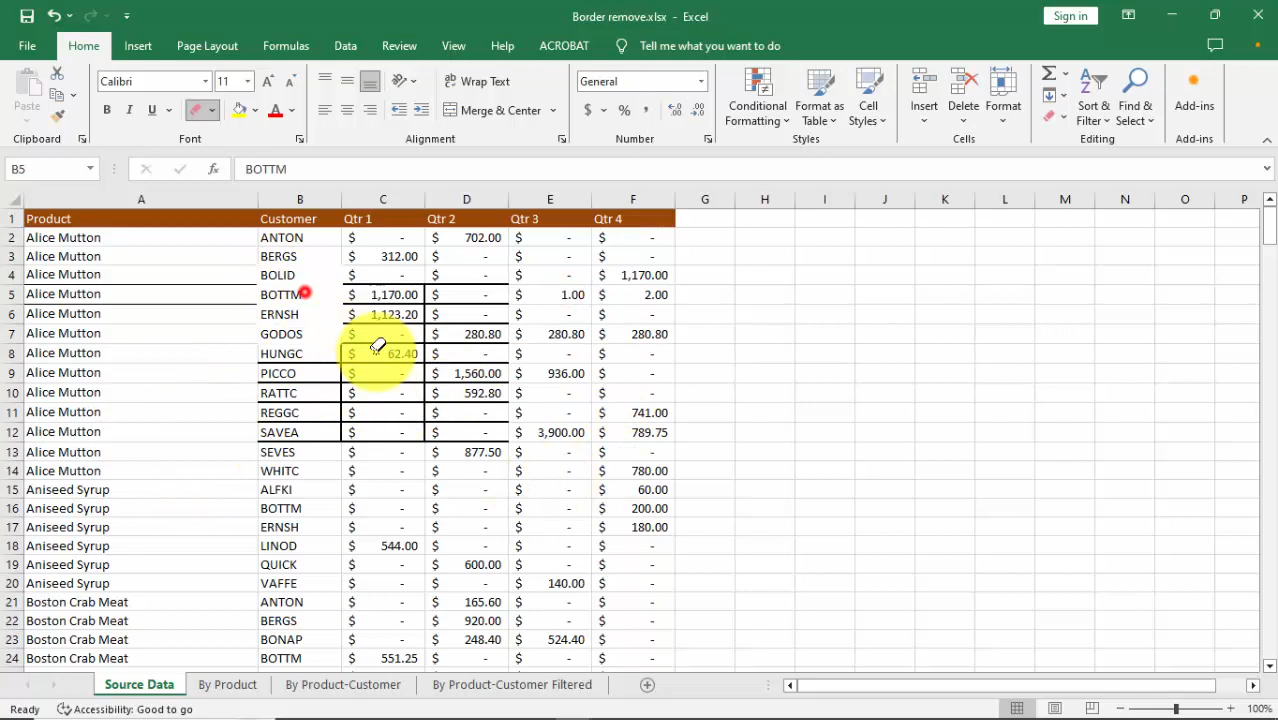 Border remove.xlsx - Excel
Sign in
File Home Insert Page Layout Formulas Data Review View Help ACROBAT Tell me what you want to do
Paste
Calibri 11
B I U
Wrap Text
Merge & Center
General
$ % ,
Conditional Formatting
Format as Table
Cell Styles
Insert Delete Format
Sort & Filter
Find & Select
Add-ins
Clipboard Font Alignment Number Styles Cells Editing Add-ins
B5 fx BOTTM
A B C D E F G H I J K L M N O P
1 Product Customer Qtr 1 Qtr 2 Qtr 3 Qtr 4
2 Alice Mutton ANTON $ - $ 702.00 $ - $ -
3 Alice Mutton BERGS $ 312.00 $ - $ - $ -
4 Alice Mutton BOLID $ - $ - $ - $ 1,170.00
5 Alice Mutton BOTTM $ 1,170.00 $ - $ 1.00 $ 2.00
6 Alice Mutton ERNSH $ 1,123.20 $ - $ - $ -
7 Alice Mutton GODOS $ - $ 280.80 $ 280.80 $ 280.80
8 Alice Mutton HUNGC $ 62.40 $ - $ - $ -
9 Alice Mutton PICCO $ - $ 1,560.00 $ 936.00 $ -
10 Alice Mutton RATTC $ - $ 592.80 $ - $ -
11 Alice Mutton REGGC $ - $ - $ - $ 741.00
12 Alice Mutton SAVEA $ - $ - $ 3,900.00 $ 789.75
13 Alice Mutton SEVES $ - $ 877.50 $ - $ -
14 Alice Mutton WHITC $ - $ - $ - $ 780.00
15 Aniseed Syrup ALFKI $ - $ - $ - $ 60.00
16 Aniseed Syrup BOTTM $ - $ - $ - $ 200.00
17 Aniseed Syrup ERNSH $ - $ - $ - $ 180.00
18 Aniseed Syrup LINOD $ 544.00 $ - $ - $ -
19 Aniseed Syrup QUICK $ - $ 600.00 $ - $ -
20 Aniseed Syrup VAFFE $ - $ - $ 140.00 $ -
21 Boston Crab Meat ANTON $ - $ 165.60 $ - $ -
22 Boston Crab Meat BERGS $ - $ 920.00 $ - $ -
23 Boston Crab Meat BONAP $ - $ 248.40 $ 524.40 $ -
24 Boston Crab Meat BOTTM $ 551.25 $ - $ - $ -
Source Data By Product By Product-Customer By Product-Customer Filtered
Ready Accessibility: Good to go 100%